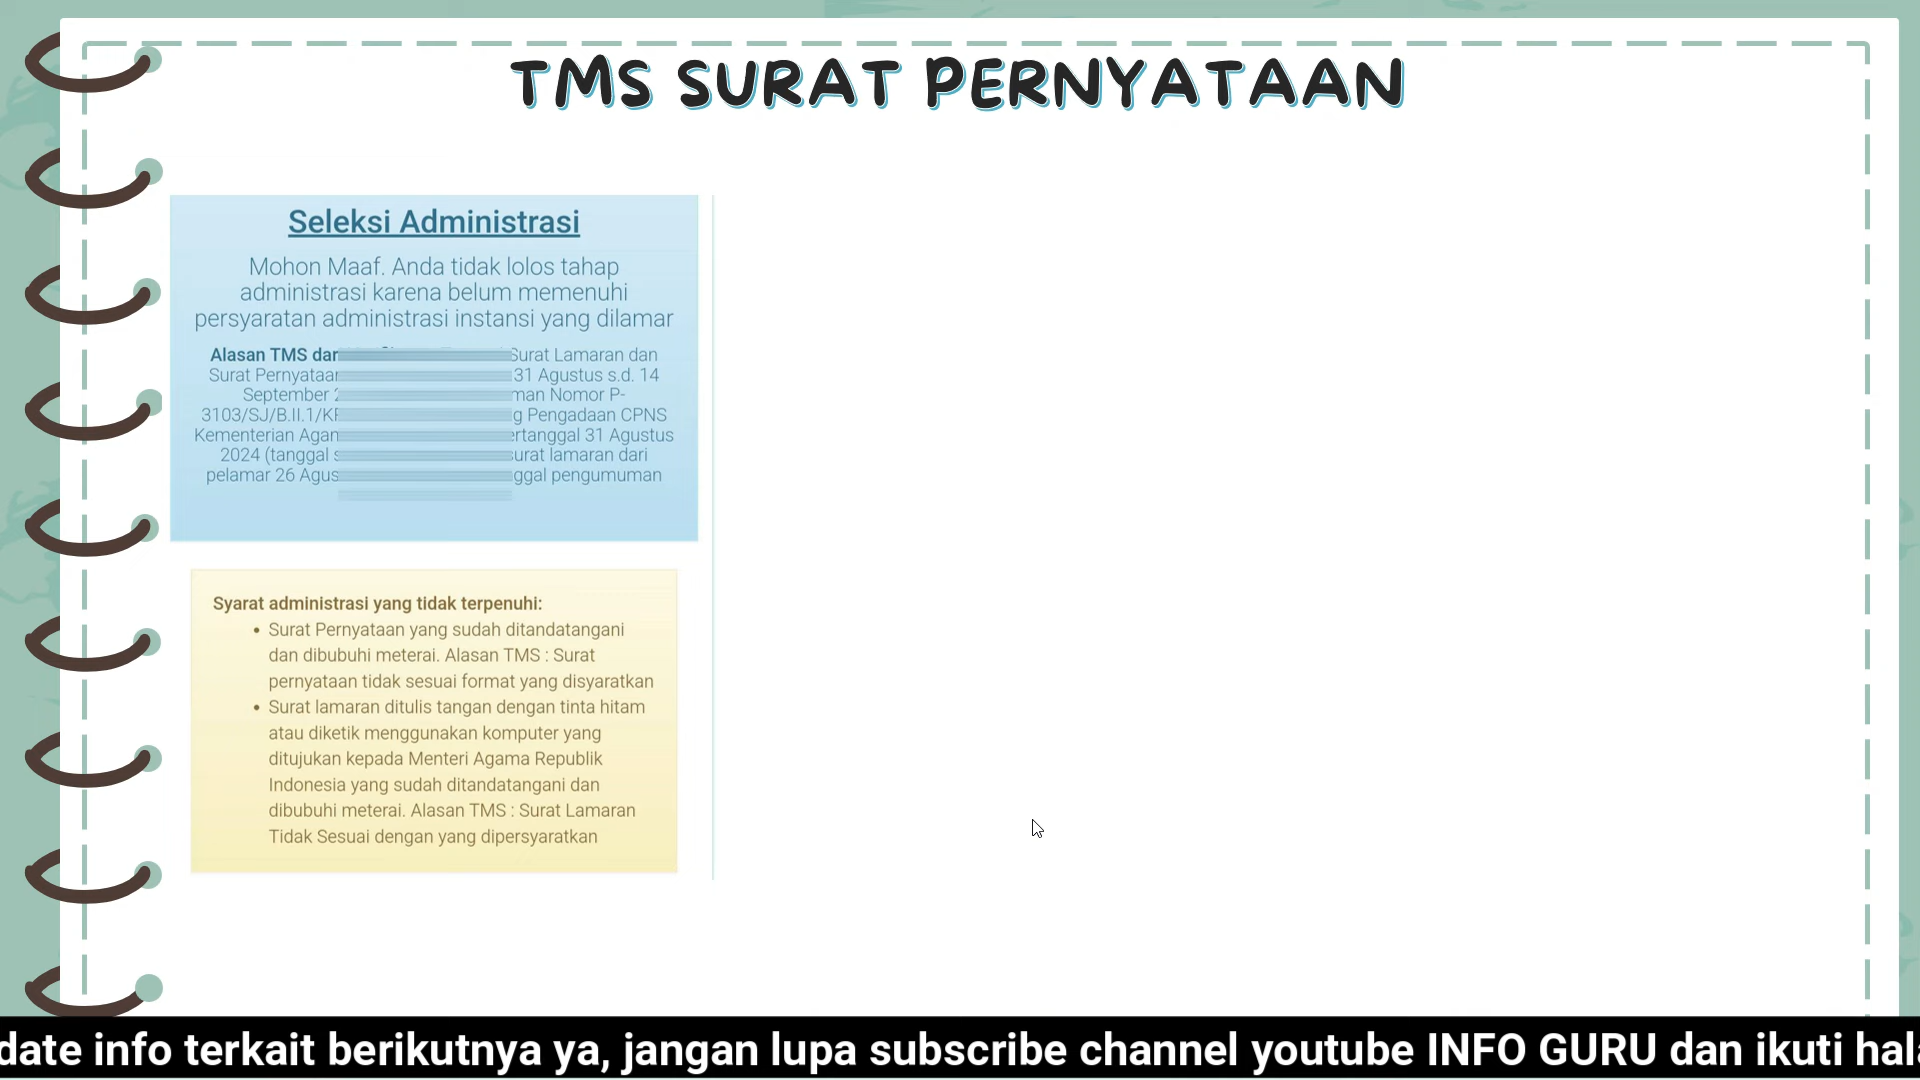 TMS SURAT PERNYATAAN
Seleksi Administrasi
Mohon Maaf. Anda tidak lolos tahap
administrasi karena belum memenuhi
persyaratan administrasi instansi yang dilamar
Alasan TMS dar Surat Lamaran dan
Surat Pernyataan 31 Agustus s.d. 14
September man Nomor P-
3103/SJ/B.II.1/KP g Pengadaan CPNS
Kementerian Agam ertanggal 31 Agustus
2024 (tanggal s surat lamaran dari
pelamar 26 Agus ggal pengumuman
Syarat administrasi yang tidak terpenuhi:
• Surat Pernyataan yang sudah ditandatangani
dan dibubuhi meterai. Alasan TMS : Surat
pernyataan tidak sesuai format yang disyaratkan
• Surat lamaran ditulis tangan dengan tinta hitam
atau diketik menggunakan komputer yang
ditujukan kepada Menteri Agama Republik
Indonesia yang sudah ditandatangani dan
dibubuhi meterai. Alasan TMS : Surat Lamaran
Tidak Sesuai dengan yang dipersyaratkan
date info terkait berikutnya ya, jangan lupa subscribe channel youtube INFO GURU dan ikuti hala